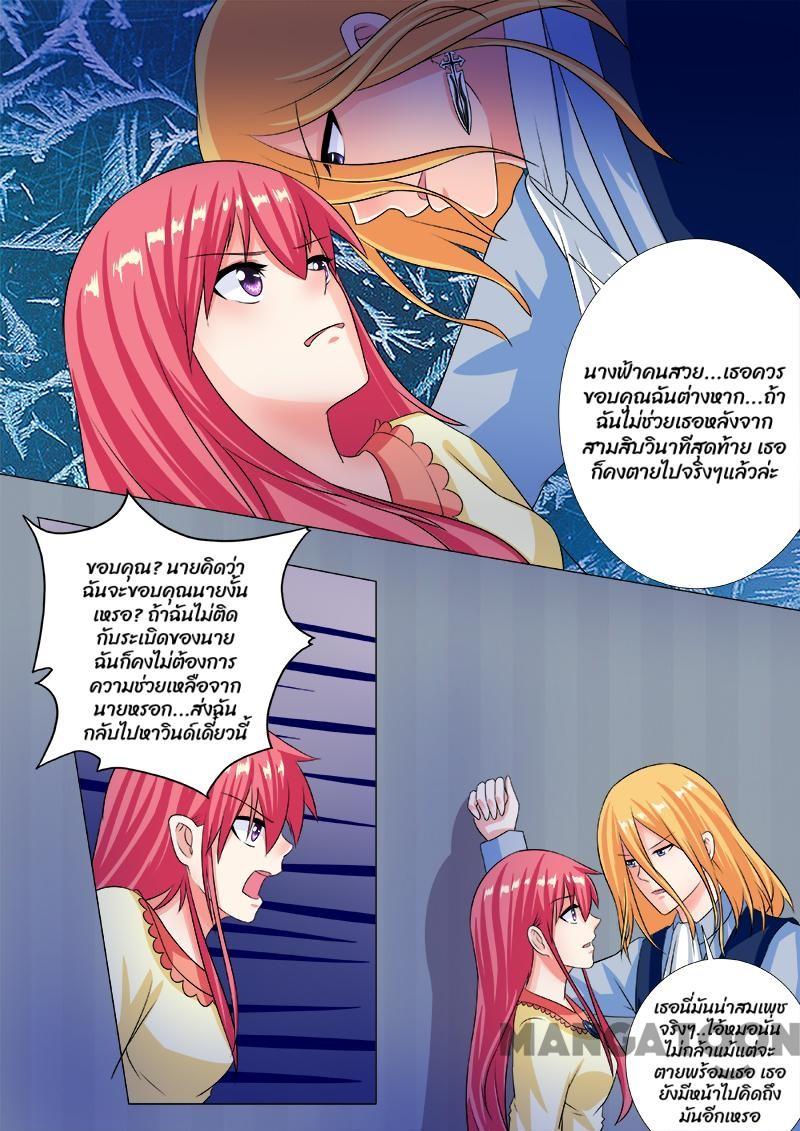 นางฟ้าคนสวย...เธอควร
ขอบคุณฉันต่างหาก...ถ้า
ฉันไม่ช่วยเธอหลังจาก
สามสิบวินาทีสุดท้าย เธอ
ก็คงตายไปจริงๆแล้วล่ะ
ขอบคุณ? นายคิดว่า
ฉันจะขอบคุณนายงั้น
เหรอ? ถ้าฉันไม่ติด
กับระเบิดของนาย
ฉันก็คงไม่ต้องการ
ความช่วยเหลือจาก
นายหรอก...ส่งฉัน
กลับไปหาวินด์เดี๋ยวนี้
เธอนี่มันน่าสมเพช
จริงๆ...ไอ้หมอนั่น
ไม่กล้าแม้แต่จะ
ตายพร้อมเธอ เธอ
ยังมีหน้าไปคิดถึง
มันอีกเหรอ
MANGATOON